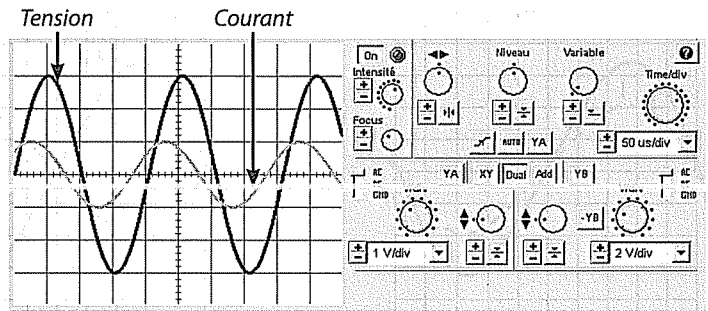 Tension Courant
On Niveau Variable ?
Intensité Time/div
+ - + - + - + -
Focus
+ - AUTO YA + - 50 us/div
AC YA XY Dual Add YB AC
GND GND
-YB
+ - 1 V/div + - + - + - 2 V/div